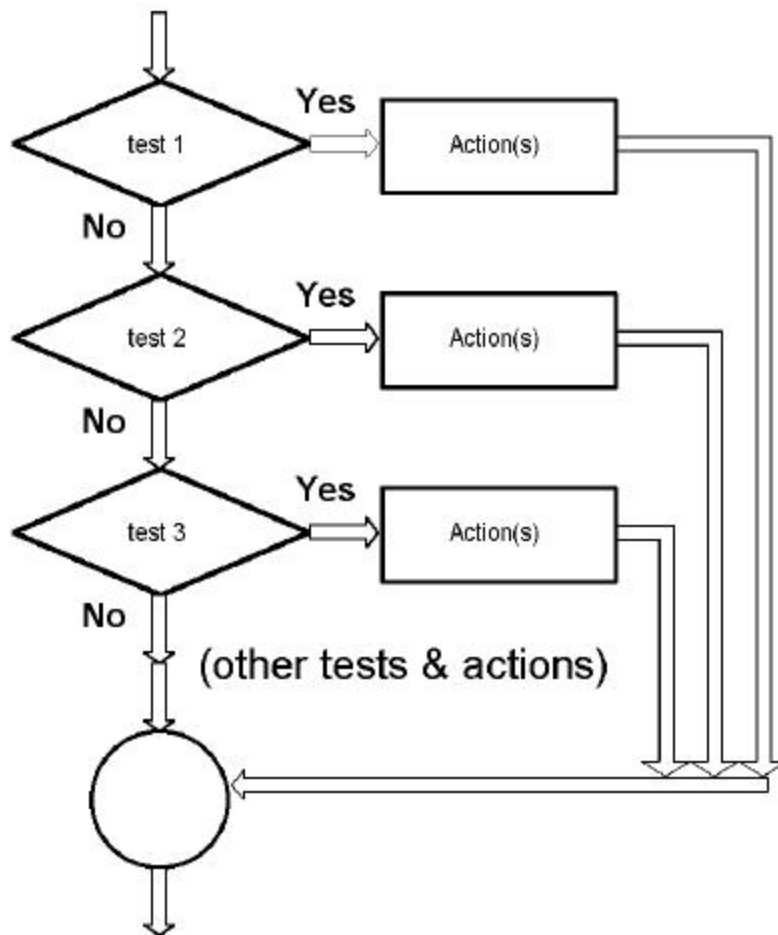 Yes
test 1
Action(s)
No
Yes
test 2
Action(s)
No
Yes
test 3
Action(s)
No
(other tests & actions)